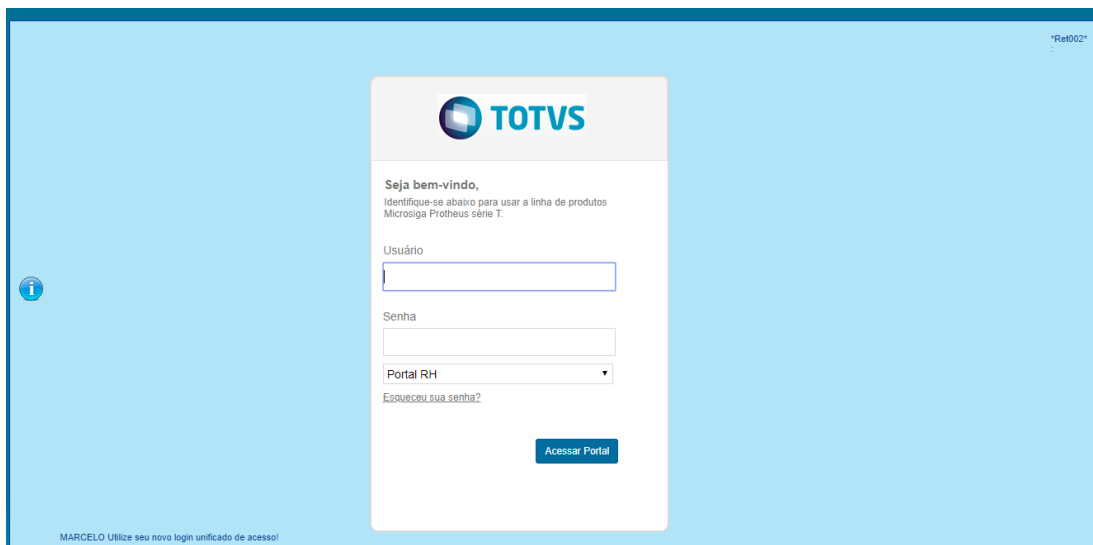 *Ret002*
:
TOTVS
Seja bem-vindo,
Identifique-se abaixo para usar a linha de produtos
Microsiga Protheus série T.
Usuário
i
Senha
Portal RH
Esqueceu sua senha?
Acessar Portal
MARCELO Utilize seu novo login unificado de acesso!